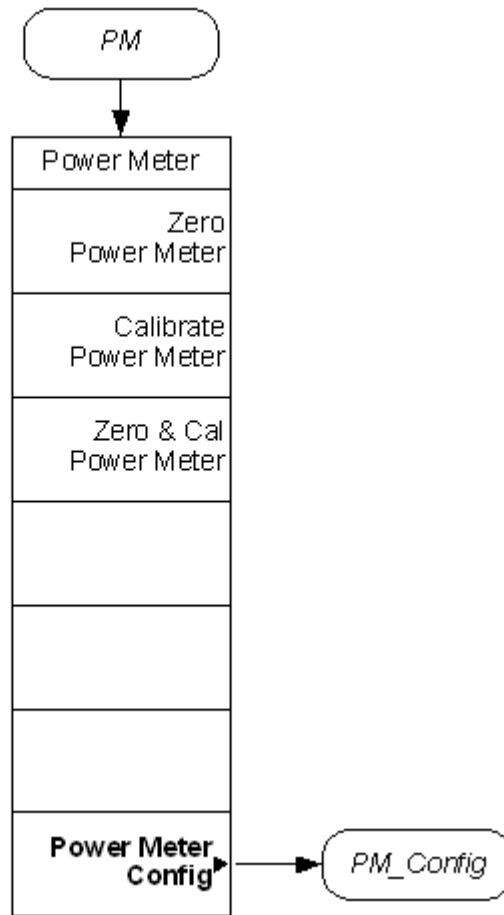 PM
Power Meter
Zero
Power Meter
Calibrate
Power Meter
Zero & Cal
Power Meter
Power Meter
Config
PM_Config